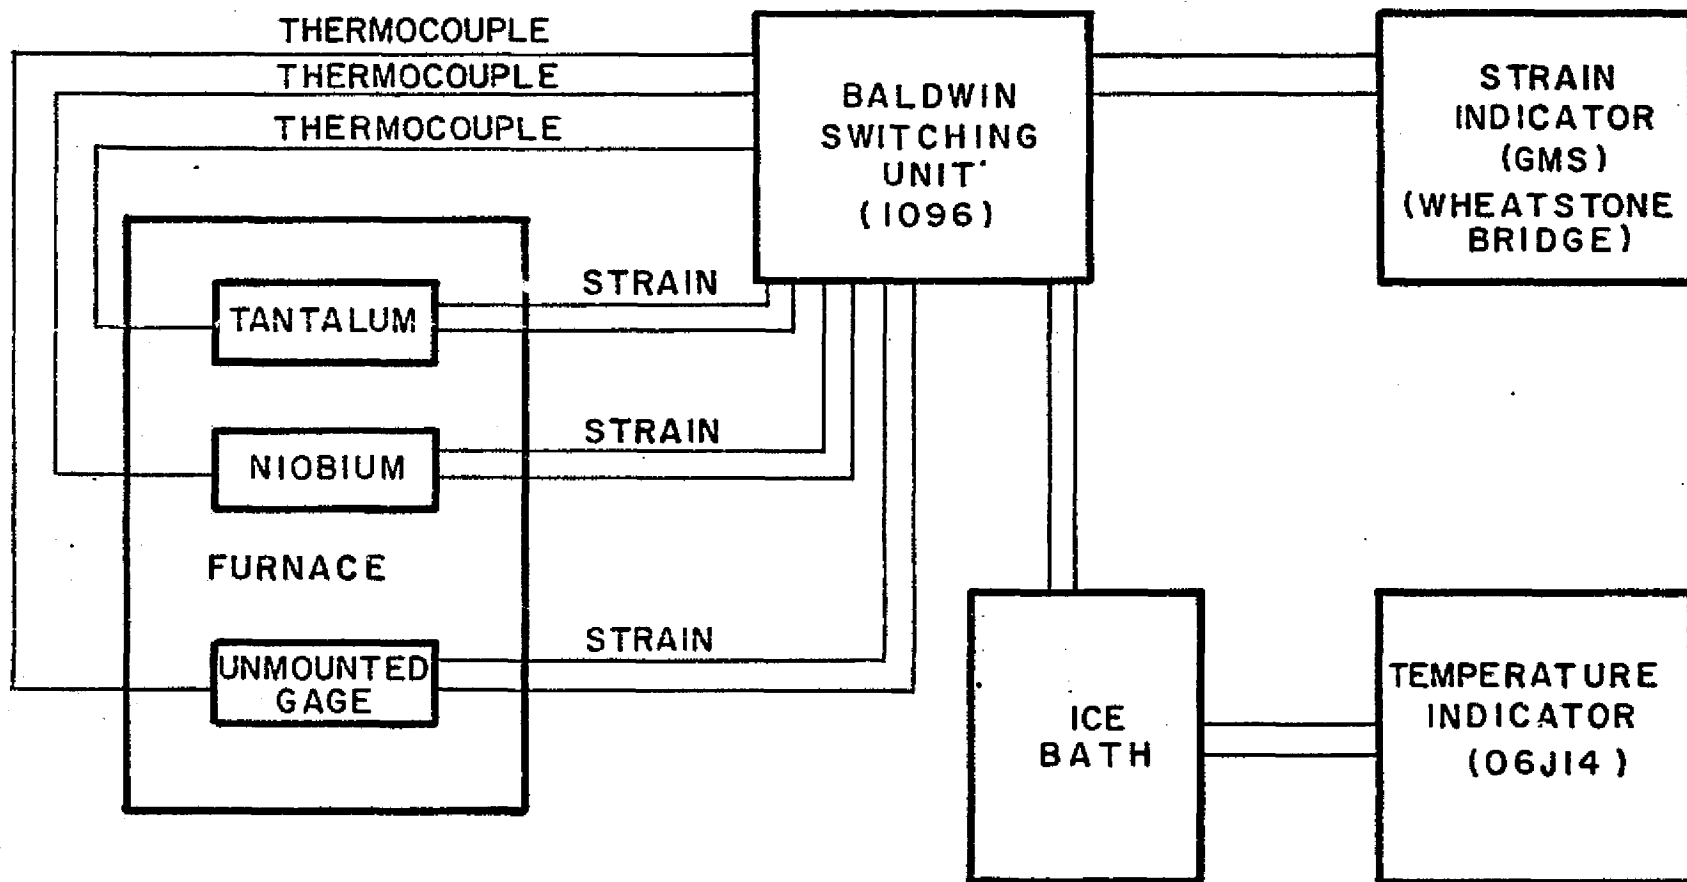 THERMOCOUPLE
THERMOCOUPLE
THERMOCOUPLE
BALDWIN
SWITCHING
UNIT
(1096)
STRAIN
INDICATOR
(GMS)
(WHEATSTONE
BRIDGE)
STRAIN
TANTALUM
STRAIN
NIOBIUM
FURNACE
STRAIN
UNMOUNTED
GAGE
ICE
BATH
TEMPERATURE
INDICATOR
(06J14)